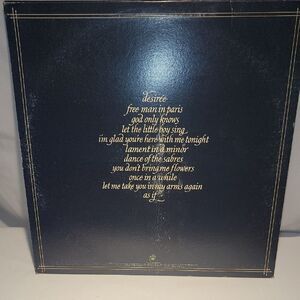 desirée
free man in paris
god only knows
let the little boy sing
i'm glad you're here with me tonight
lament in d minor
dance of the sabres
you don't bring me flowers
once in a while
let me take you in my arms again
as if